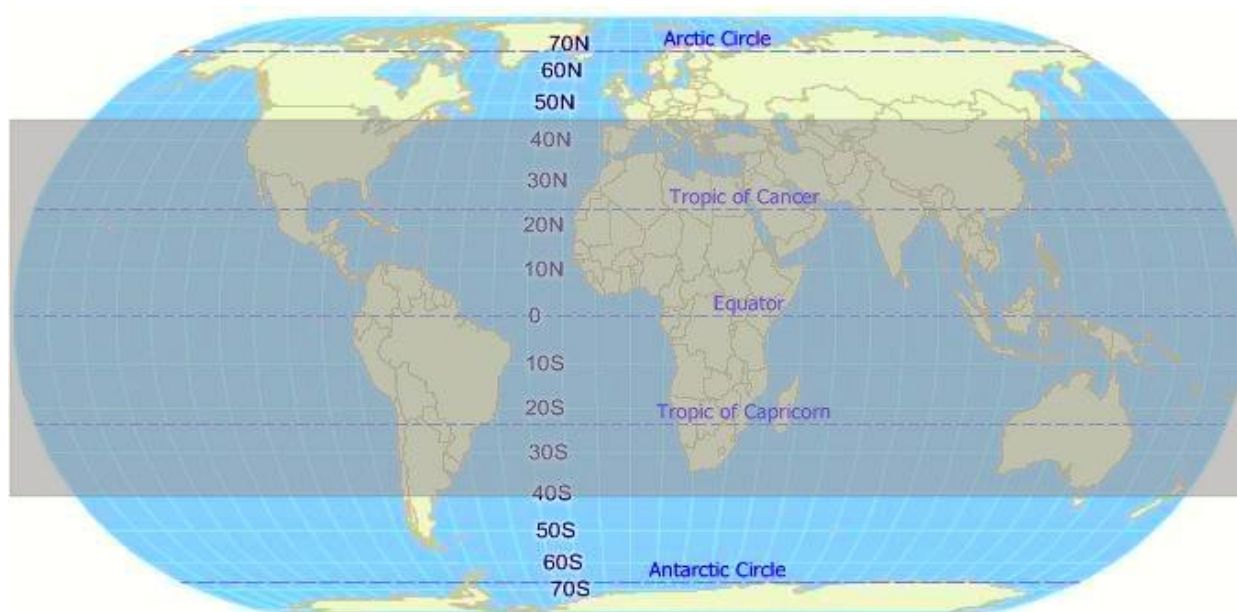 70N
Arctic Circle
60N
50N
40N
30N
Tropic of Cancer
20N
10N
Equator
0
10S
20S
Tropic of Capricorn
30S
40S
50S
60S
Antarctic Circle
70S